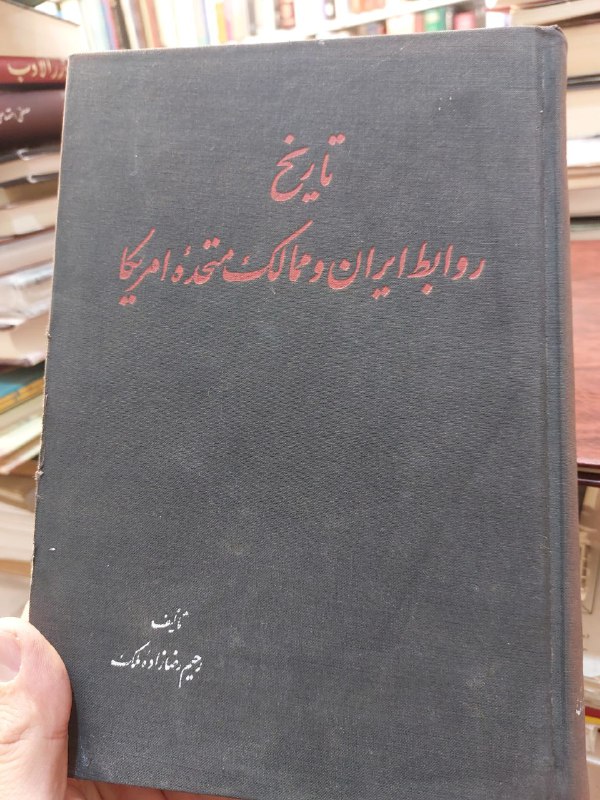 تاریخ
روابط ایران و ممالک متحدهٔ امریکا
تألیف
رحیم رضازادهٔ ملک